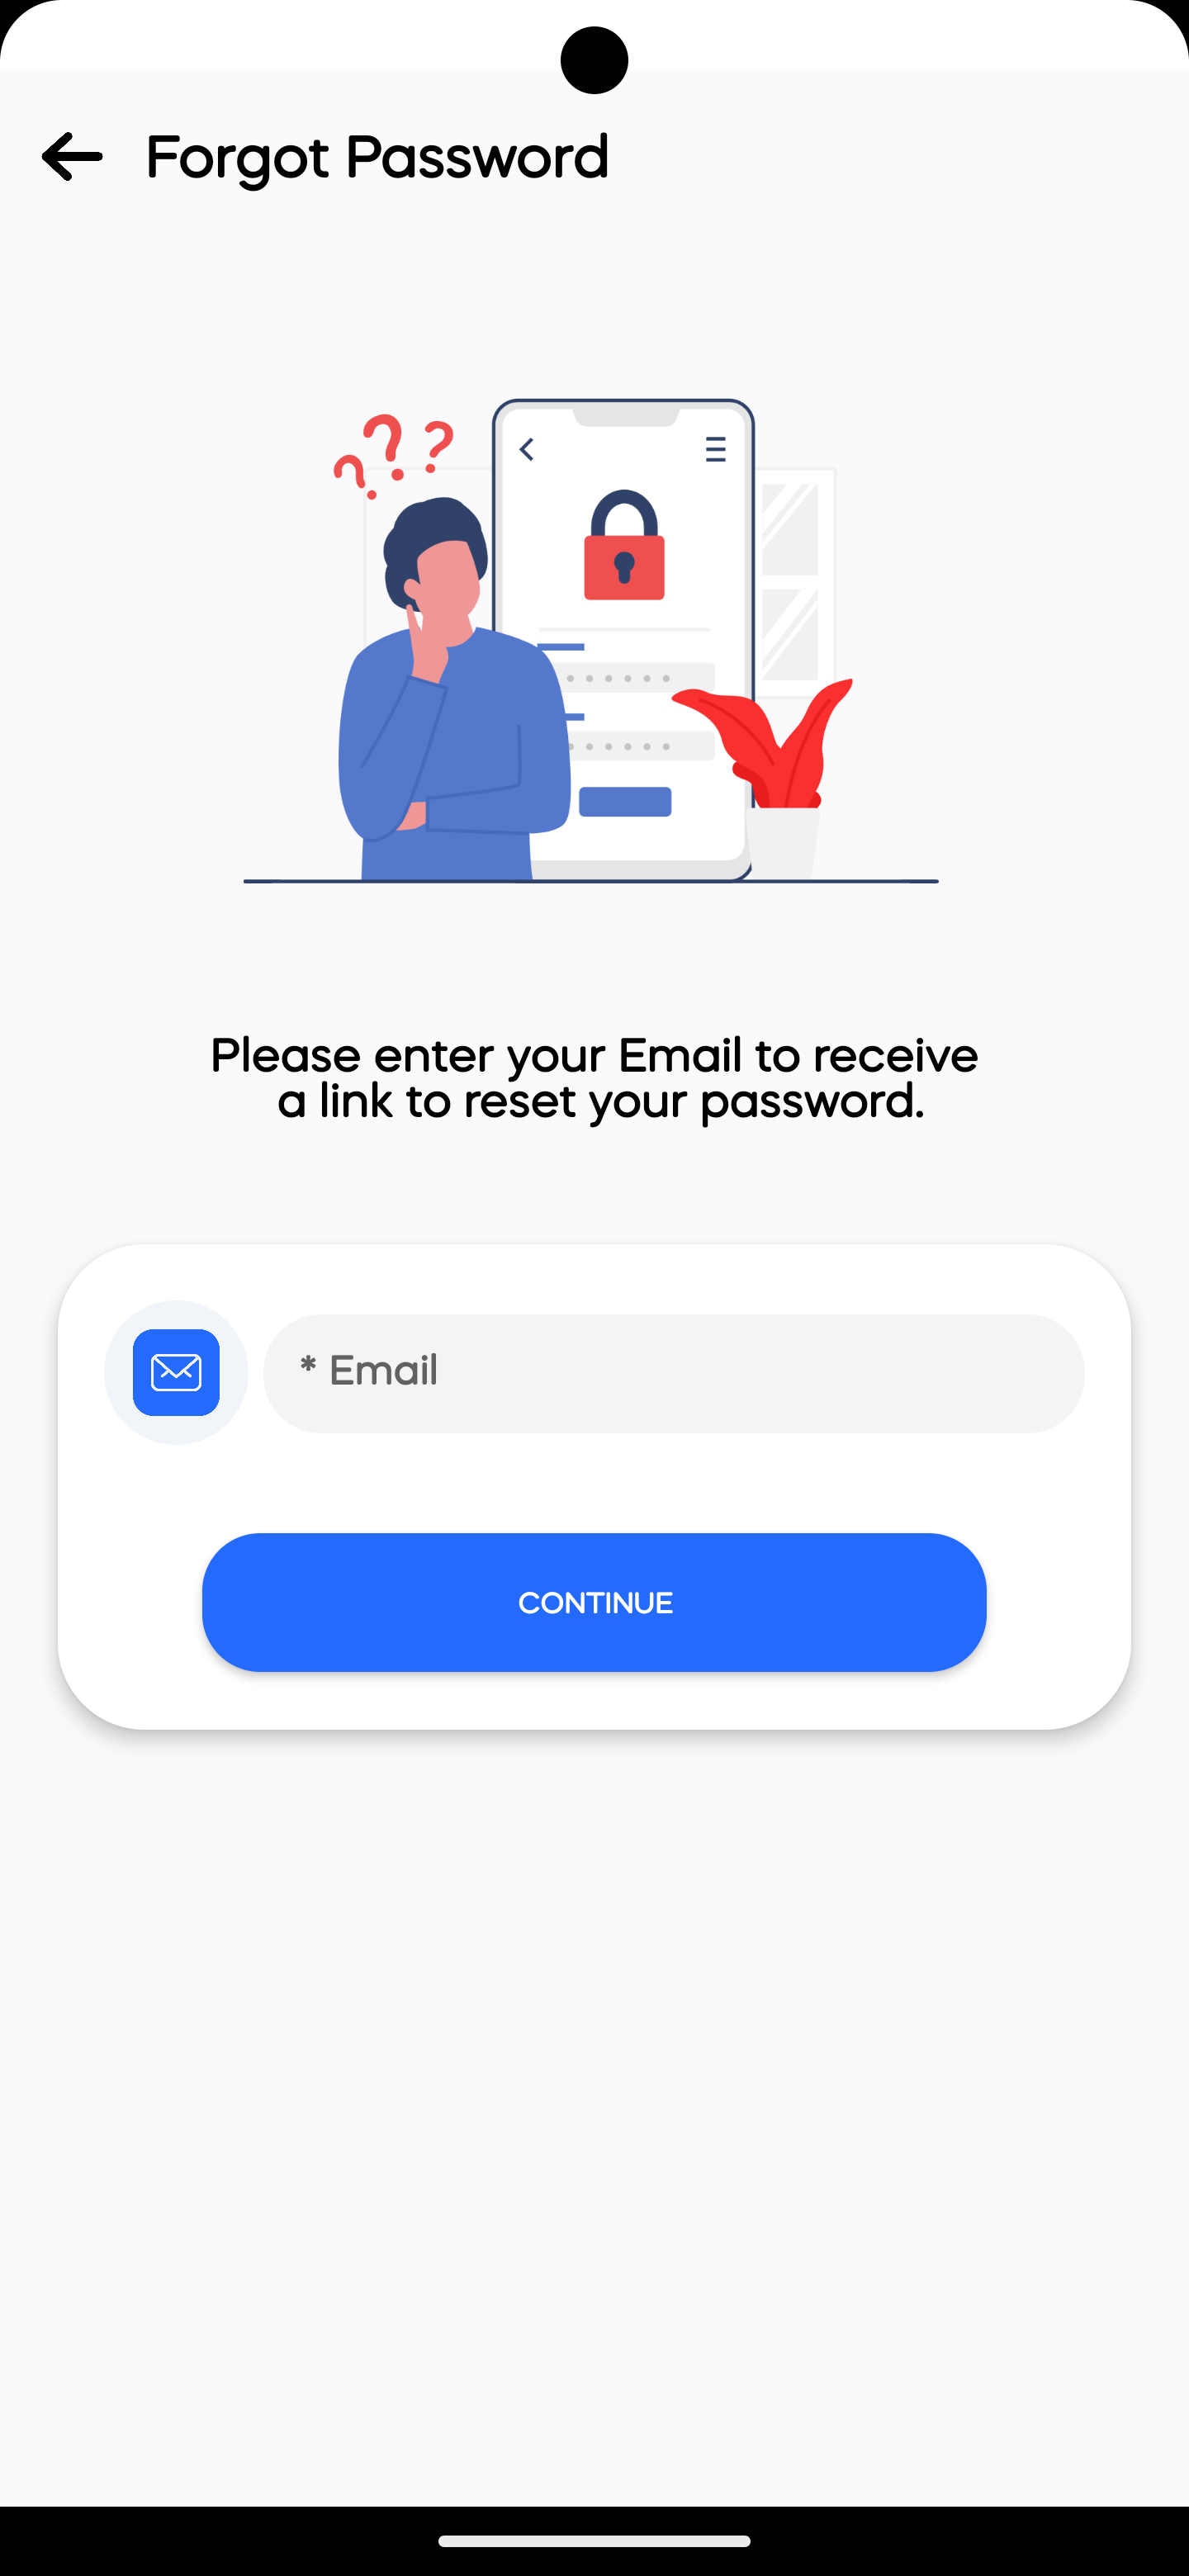 Forgot Password
???
Please enter your Email to receive
a link to reset your password.
* Email
CONTINUE